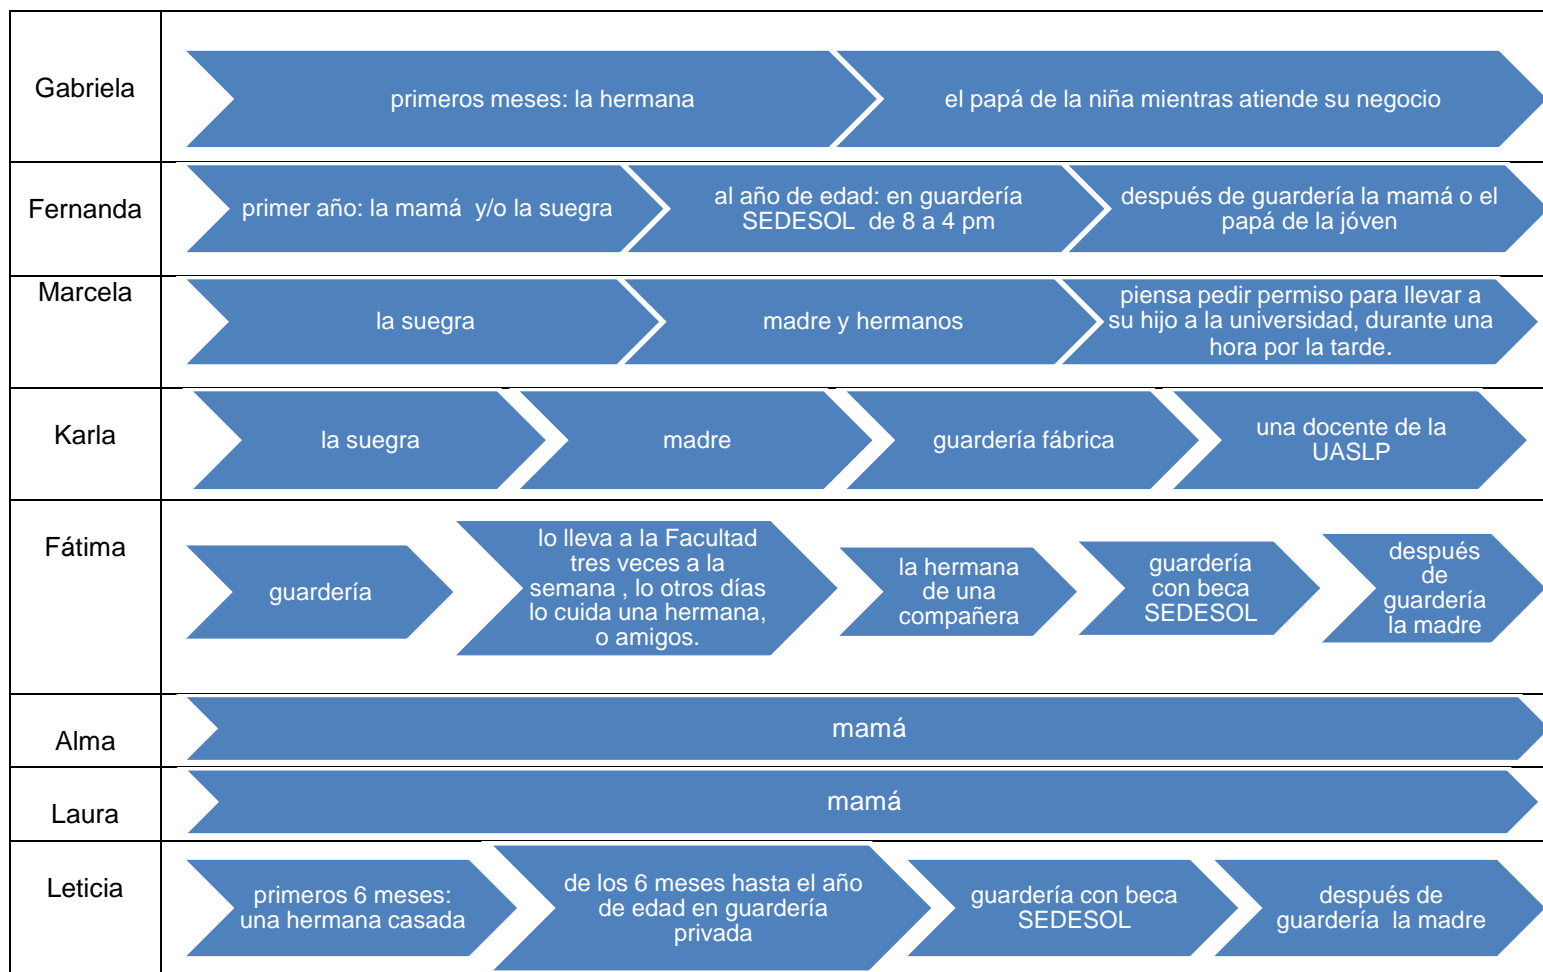 Gabriela
primeros meses: la hermana
el papá de la niña mientras atiende su negocio
Fernanda
primer año: la mamá y/o la suegra
al año de edad: en guardería
SEDESOL de 8 a 4 pm
después de guardería la mamá o el
papá de la jóven
Marcela
la suegra
madre y hermanos
piensa pedir permiso para llevar a
su hijo a la universidad, durante una
hora por la tarde.
Karla
la suegra
madre
guardería fábrica
una docente de la
UASLP
Fátima
guardería
lo lleva a la Facultad
tres veces a la
semana , lo otros días
lo cuida una hermana,
o amigos.
la hermana
de una
compañera
guardería
con beca
SEDESOL
después
de
guardería
la madre
Alma
mamá
Laura
mamá
Leticia
primeros 6 meses:
una hermana casada
de los 6 meses hasta el año
de edad en guardería
privada
guardería con beca
SEDESOL
después de
guardería la madre